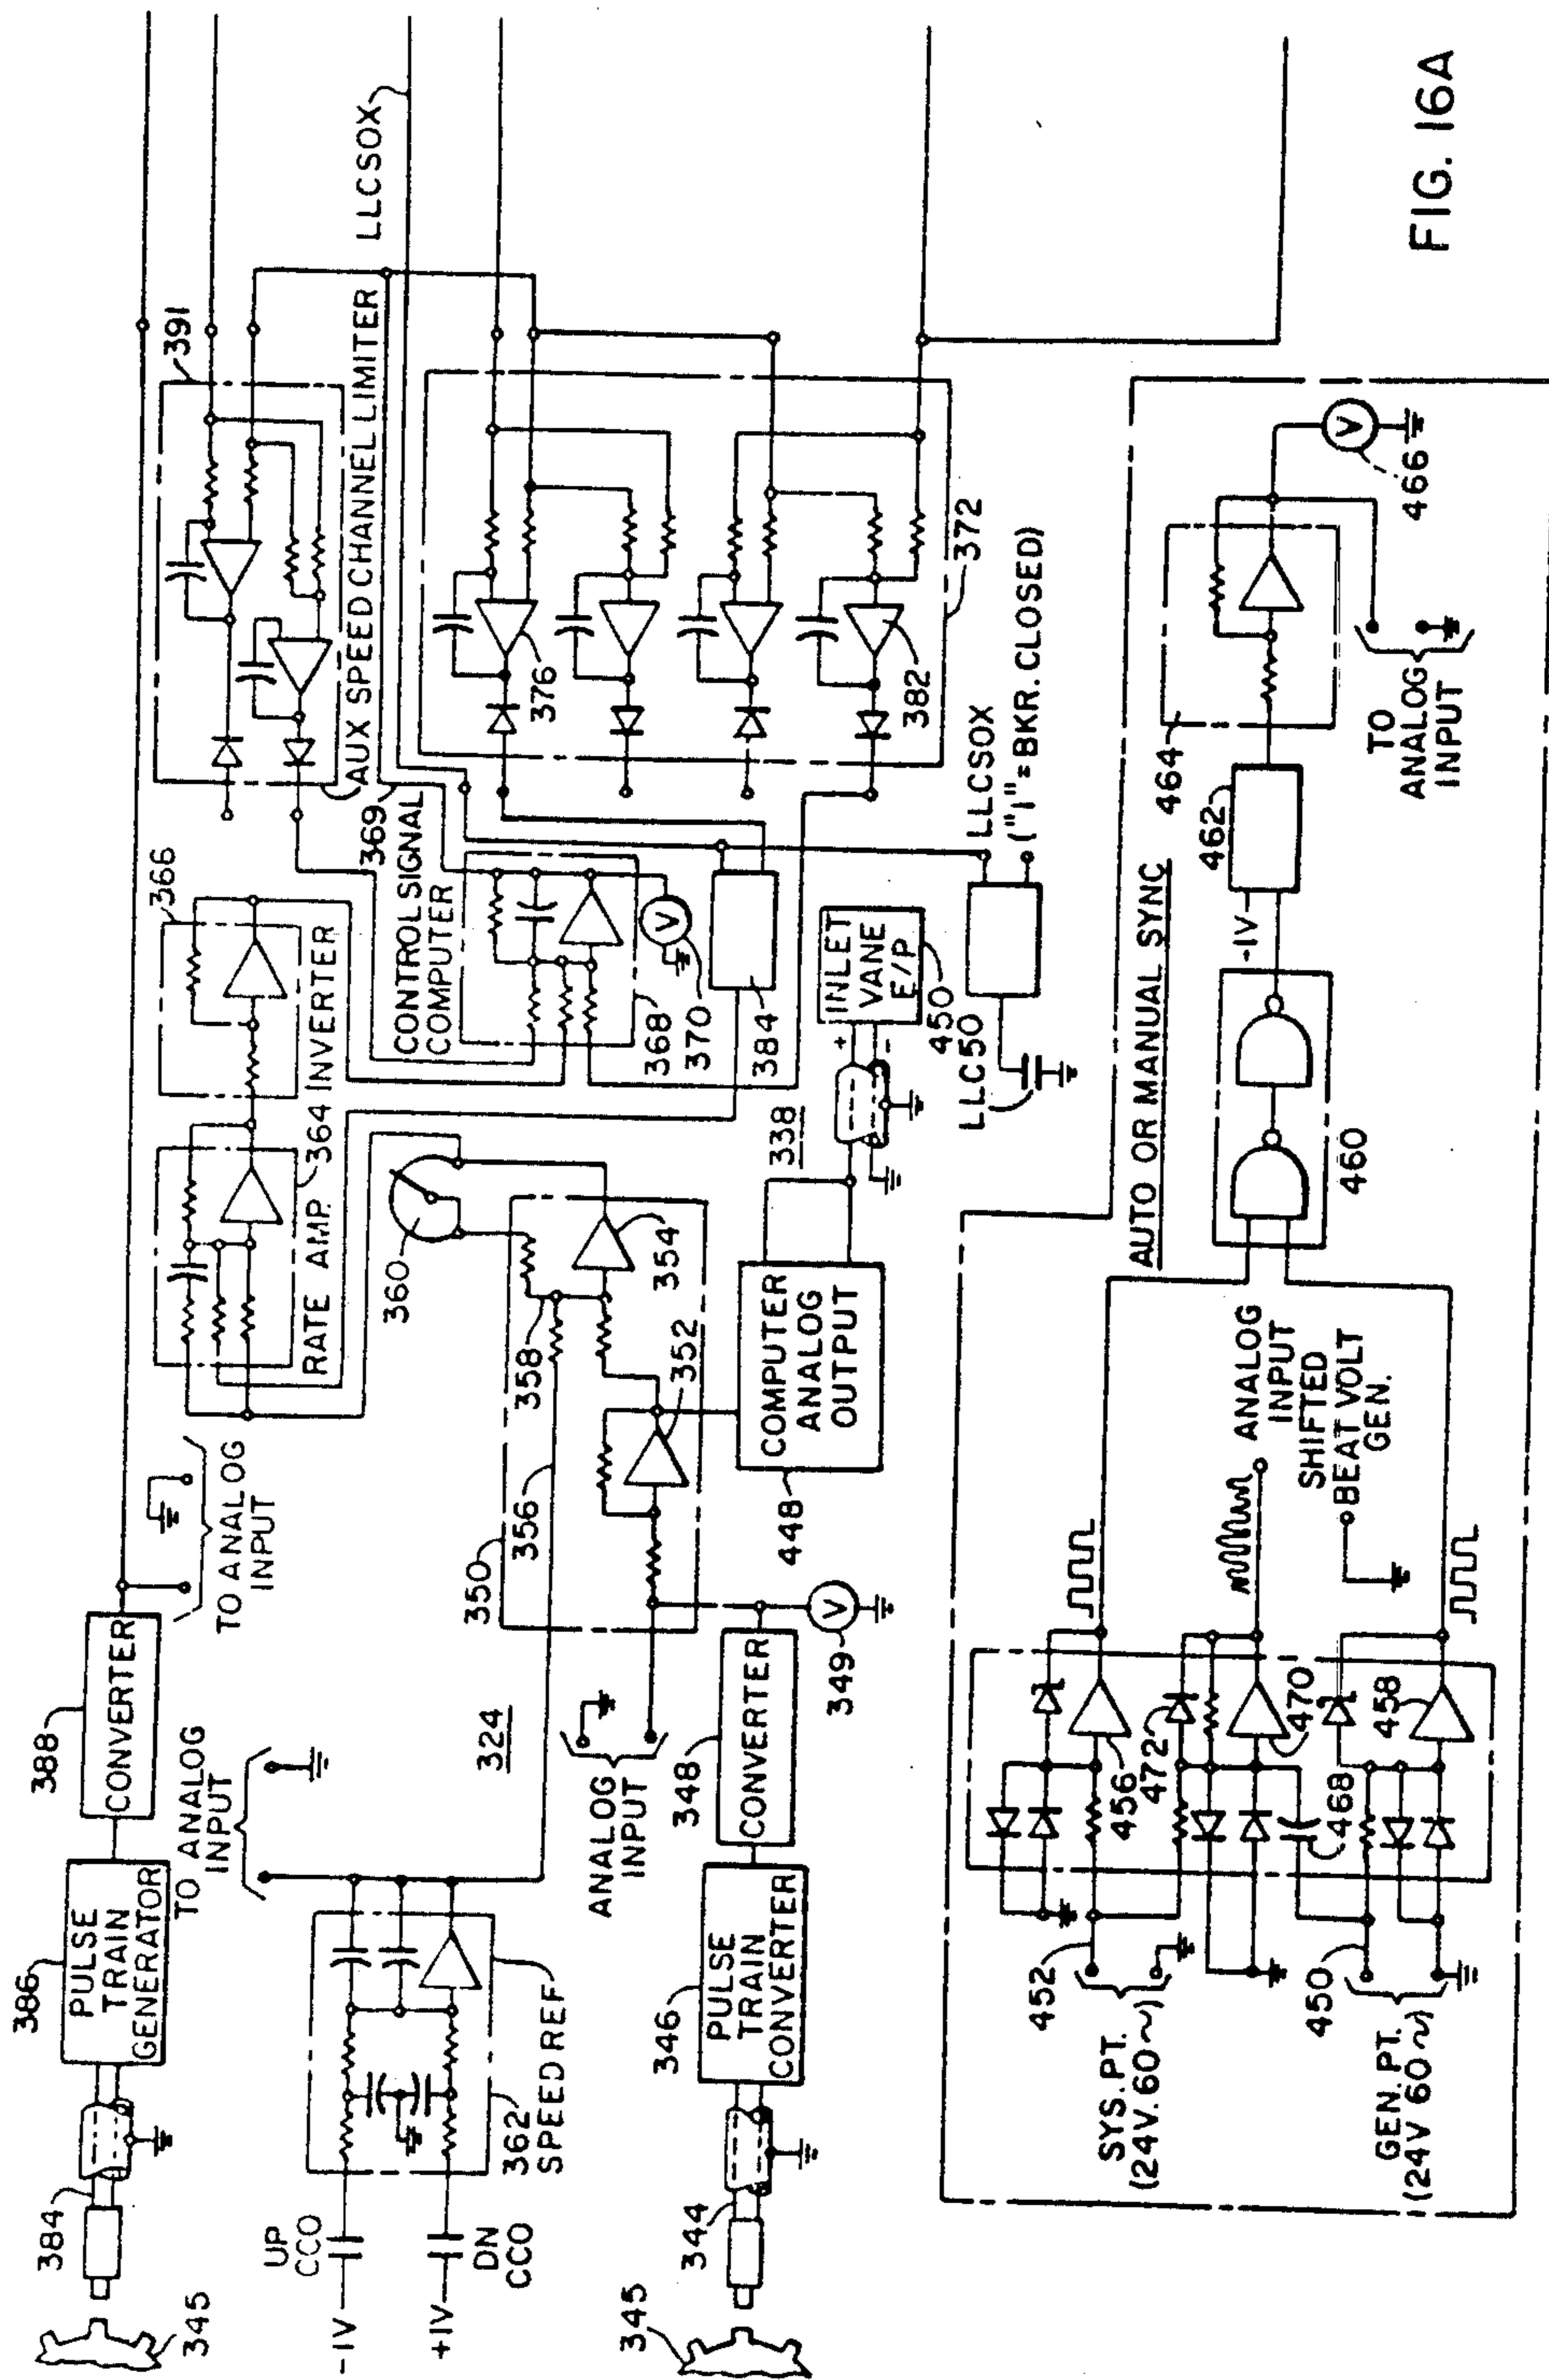 386
PULSE
TRAIN
GENERATOR
388
CONVERTER
384
345
TO ANALOG
INPUT
TO ANALOG
INPUT
UP
CCO
-1V
+1V
DN
CCO
362
SPEED REF
324
RATE AMP.
364
INVERTER
366
391
AUX SPEED CHANNEL LIMITER
LLCSOX
369
CONTROL SIGNAL
COMPUTER
368
370
V
384
376
382
372
360
350
356
358
354
352
338
INLET
VANE
E/P
+
-
450
LLC50
LLCSOX
("1"=BKR.CLOSED)
ANALOG
INPUT
348
CONVERTER
346
PULSE
TRAIN
CONVERTER
344
345
V
349
448
COMPUTER
ANALOG
OUTPUT
AUTO OR MANUAL SYNC
452
SYS.PT.
(24V.60~)
450
GEN.PT.
(24V 60~)
456
472
470
468
458
ANALOG
INPUT
SHIFTED
BEAT VOLT
GEN.
460
-1V
462
464
V
466
TO
ANALOG
INPUT
FIG. 16A